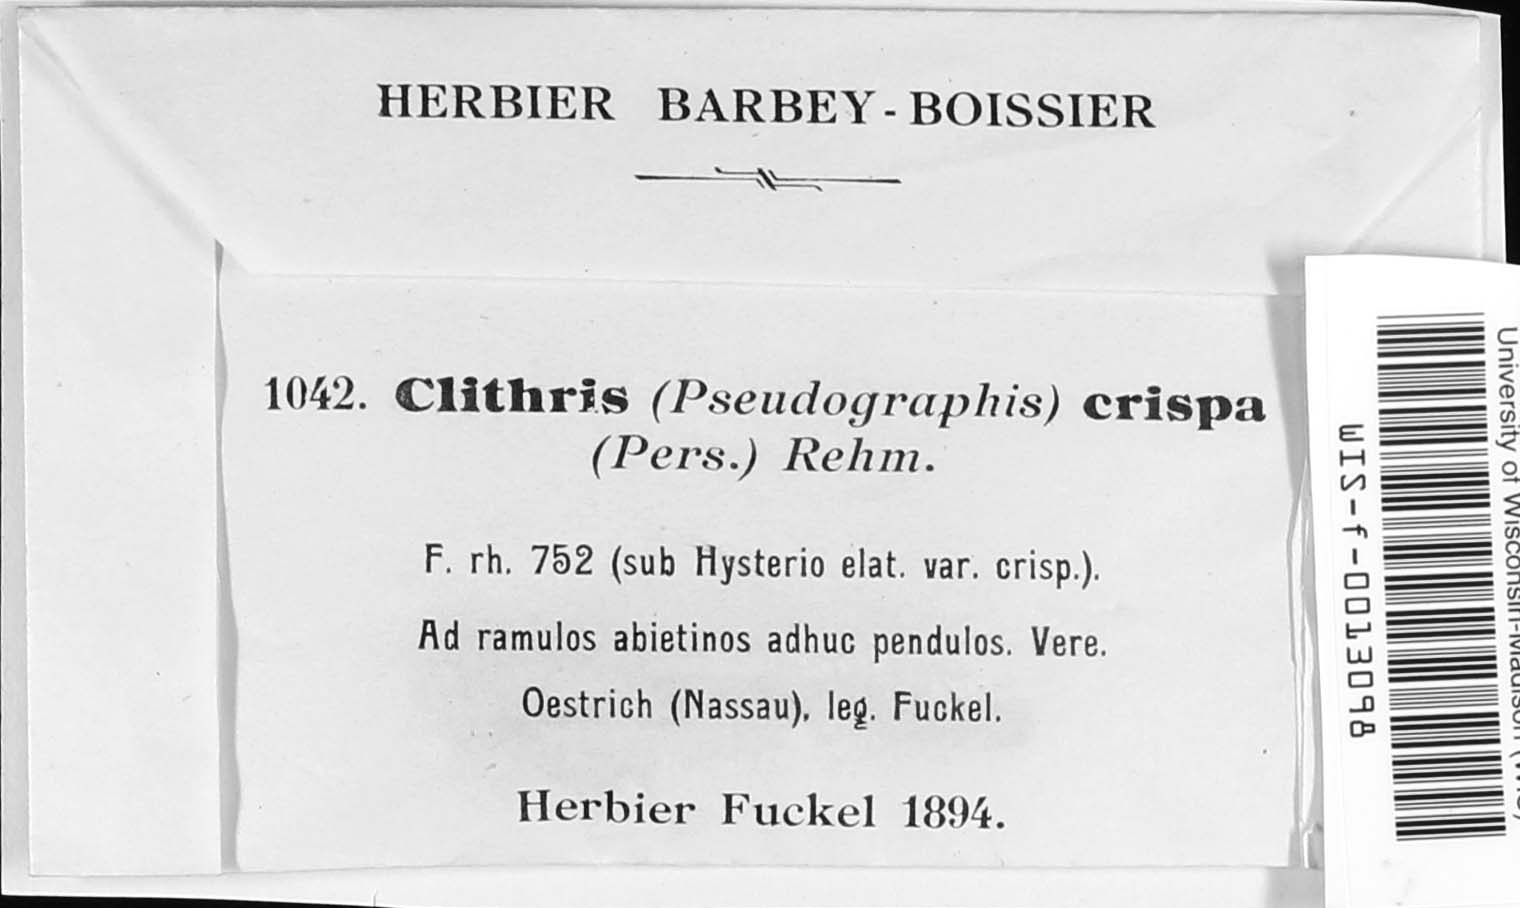 HERBIER BARBEY-BOISSIER
1042. Clithris (Pseudographis) crispa
(Pers.) Rehm.
F. rh. 752 (sub Hysterio elat. var. crisp.).
Ad ramulos abietinos adhuc pendulos. Vere.
Oestrich (Nassau), leg. Fuckel.
Herbier Fuckel 1894.
WIS-f-0013098
University of Wisconsin-Madison